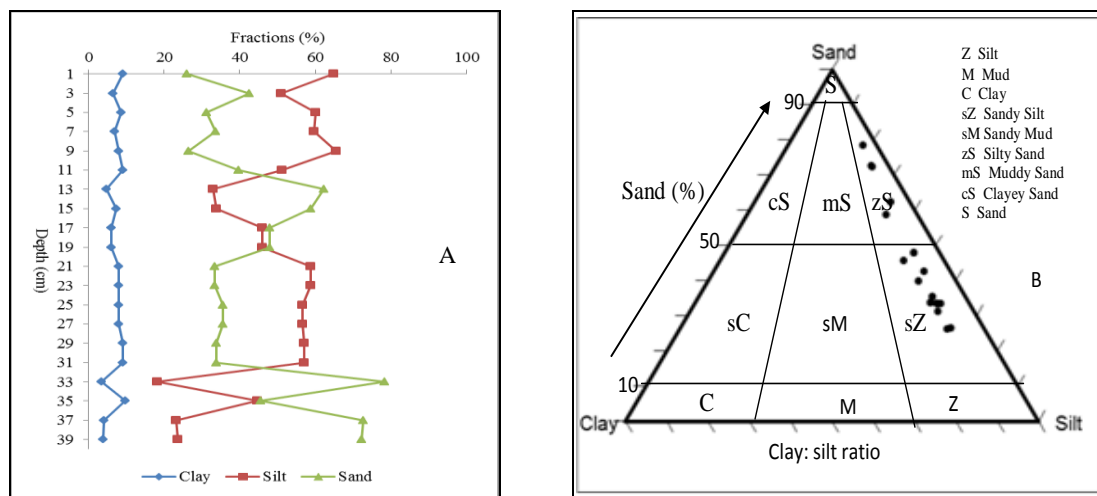 Fractions (%)
0 20 40 60 80 100
Depth (cm)
1
3
5
7
9
11
13
15
17
19
21
23
25
27
29
31
33
35
37
39
A
Clay Silt Sand
Sand
S
90
Sand (%)
cS mS zS
50
sC sM sZ
10
C M Z
Clay Silt
Clay: silt ratio
B
Z Silt
M Mud
C Clay
sZ Sandy Silt
sM Sandy Mud
zS Silty Sand
mS Muddy Sand
cS Clayey Sand
S Sand